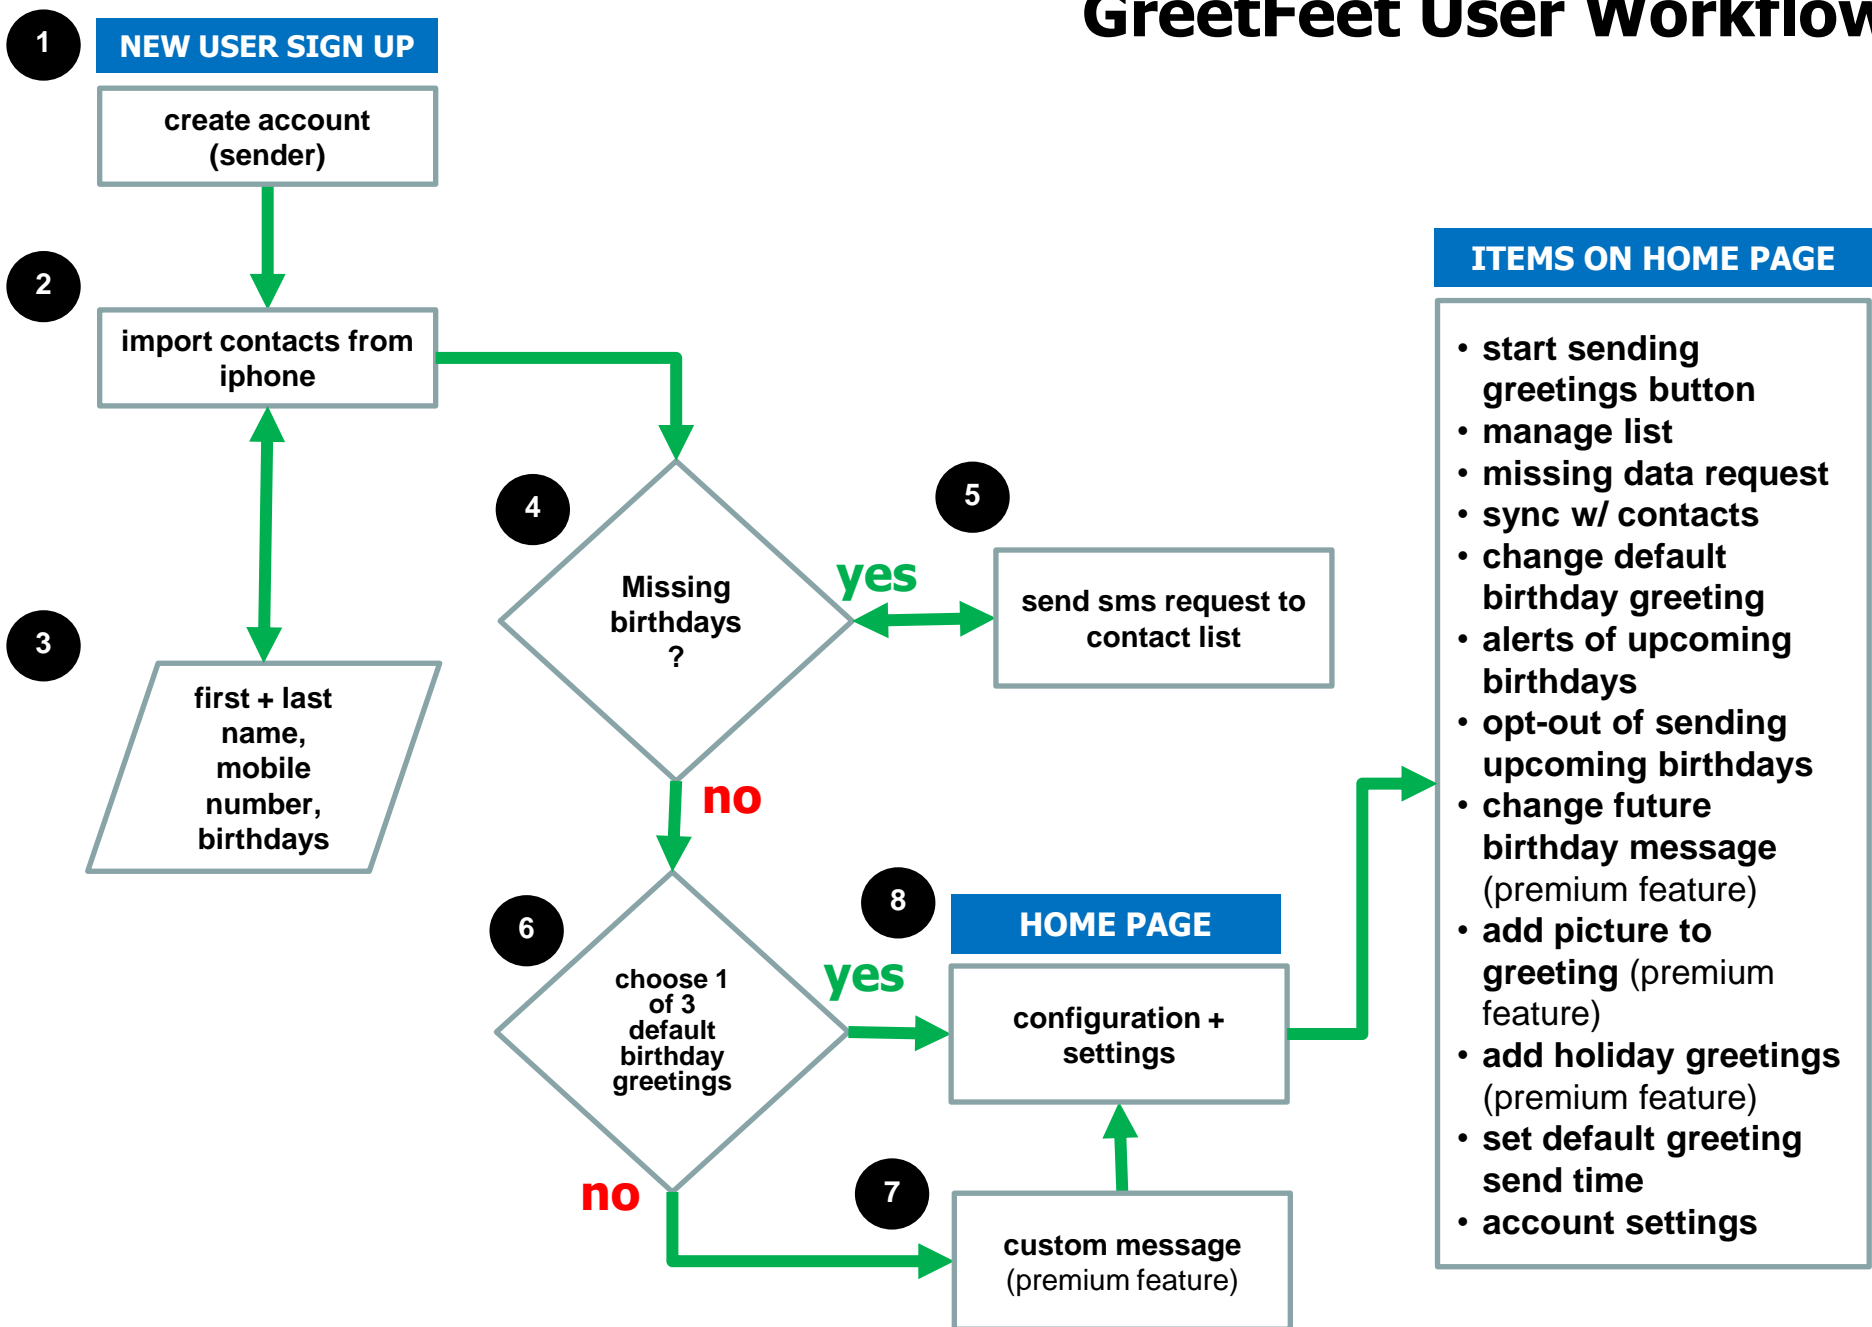 GreetFeet User Workflow
1
NEW USER SIGN UP
create account
(sender)
2
import contacts from
iphone
3
first + last
name,
mobile
number,
birthdays
4
Missing
birthdays
?
yes
5
send sms request to
contact list
no
6
choose 1
of 3
default
birthday
greetings
yes
8
HOME PAGE
configuration +
settings
no
7
custom message
(premium feature)
ITEMS ON HOME PAGE
• start sending
greetings button
• manage list
• missing data request
• sync w/ contacts
• change default
birthday greeting
• alerts of upcoming
birthdays
• opt-out of sending
upcoming birthdays
• change future
birthday message
(premium feature)
• add picture to
greeting (premium
feature)
• add holiday greetings
(premium feature)
• set default greeting
send time
• account settings